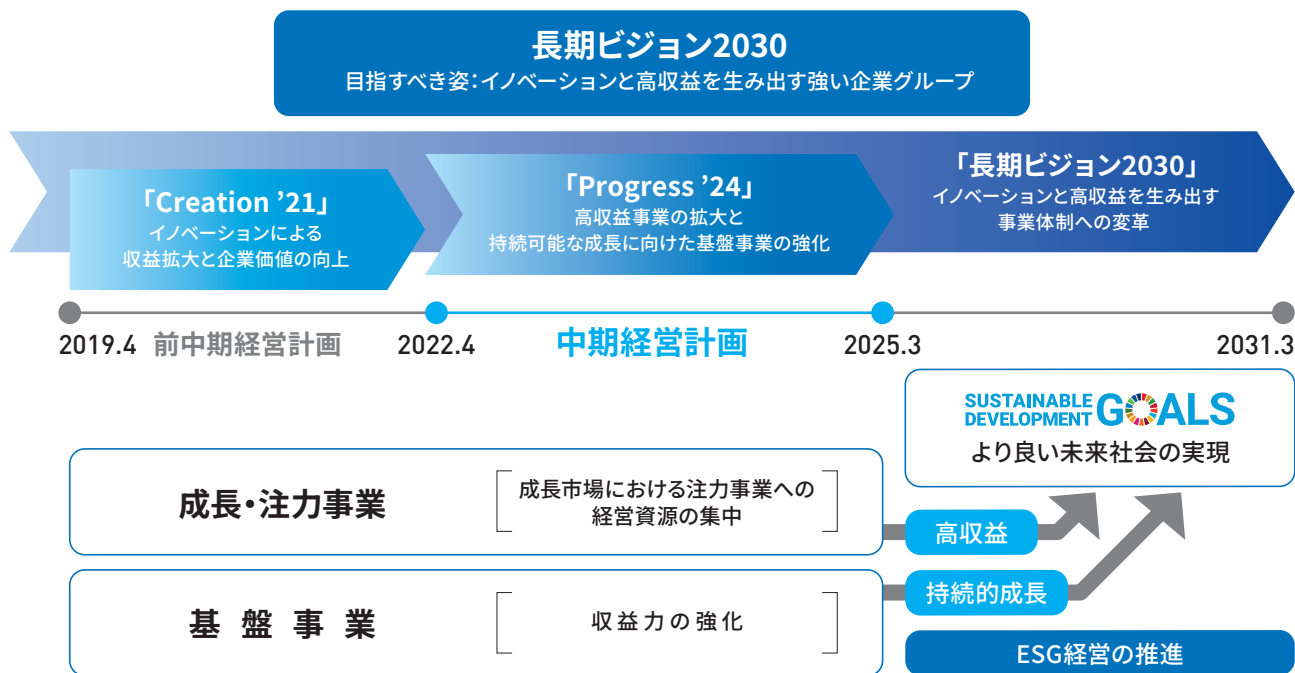 長期ビジョン2030
目指すべき姿：イノベーションと高収益を生み出す強い企業グループ
「Creation ’21」
イノベーションによる
収益拡大と企業価値の向上
「Progress ’24」
高収益事業の拡大と
持続可能な成長に向けた基盤事業の強化
「長期ビジョン2030」
イノベーションと高収益を生み出す
事業体制への変革
2019.4 前中期経営計画 2022.4 中期経営計画 2025.3 2031.3
SUSTAINABLE
DEVELOPMENT GOALS
より良い未来社会の実現
成長・注力事業
成長市場における注力事業への
経営資源の集中
高収益
基盤事業
収益力の強化
持続的成長
ESG経営の推進